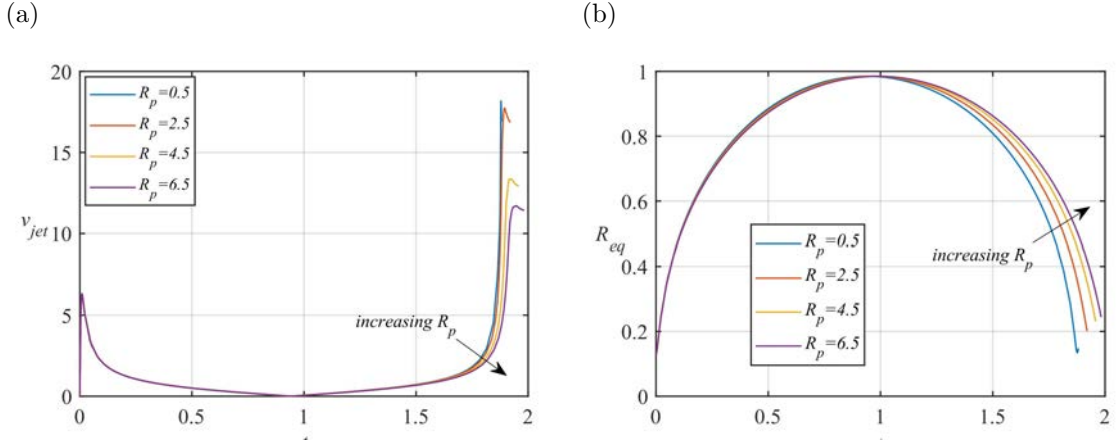 (a)
20
15
v_jet
10
5
0
0 0.5 1 1.5 2
R_p=0.5
R_p=2.5
R_p=4.5
R_p=6.5
increasing R_p
(b)
1
0.8
0.6
R_eq
0.4
0.2
0
0 0.5 1 1.5 2
R_p=0.5
R_p=2.5
R_p=4.5
R_p=6.5
increasing R_p